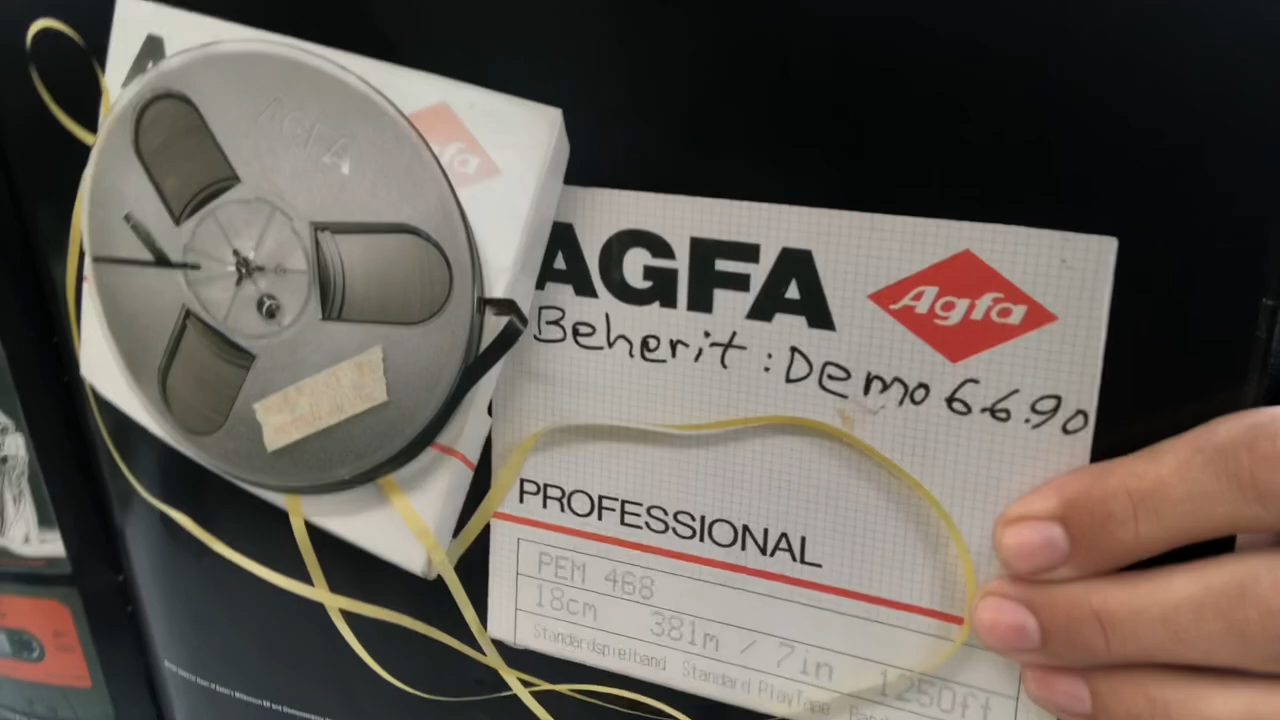 AGFA
Agfa
AGFA
Agfa
Beherit: Demo 6.6.90
PROFESSIONAL
PEM 468
18cm 381m / 7in 1250ft
Standardspielband Standard PlayTape